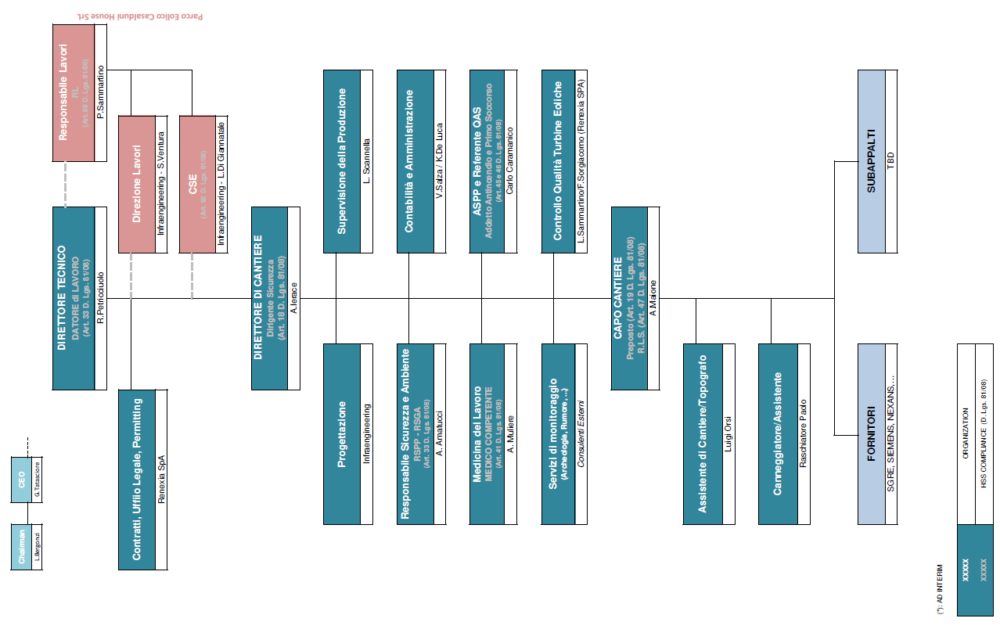 Parco Eolico Casalduni House SrL
Chairman
L.Bergonzi
CEO
G.Tatascione
Responsabile Lavori
RL
(Art. 89 D. Lgs. 81/08)
P.Sammartino
DIRETTORE TECNICO
DATORE di LAVORO
(Art. 33 D. Lgs. 81/08)
R.Petricciuolo
Contratti, Uffilio Legale, Permitting
Renexia SpA
Direzione Lavori
Infraengineering - S.Ventura
CSE
(Art. 92 D. Lgs. 81/08)
Infraengineering - L.Di Giannatale
DIRETTORE DI CANTIERE
Dirigente Sicurezza
(Art. 18 D. Lgs. 81/08)
A.Ierace
Progettazione
Infraengineering
Supervisione della Produzione
L. Scannella
Responsabile Sicurezza e Ambiente
RSPP - RSGA
(Art. 33 D. Lgs. 81/08)
A. Amatucci
Contabilità e Amministrazione
V.Salza / K.De Luca
Medicina del Lavoro
MEDICO COMPETENTE
(Art. 41 D. Lgs. 81/08)
A. Muliere
ASPP e Referente QAS
Addetto Antincendio e Primo Soccorso
(Art. 45 e 46 D. Lgs. 81/08)
Carlo Caramanico
Servizi di monitoraggio
(Archeologia, Rumore, ...)
Consulenti Esterni
Controllo Qualità Turbine Eoliche
L.Sammartino/F.Sorgiacomo (Renexia SPA)
CAPO CANTIERE
Preposto (Art. 19 D. Lgs. 81/08)
R.L.S. (Art. 47 D. Lgs. 81/08)
A.Maione
Assistente di Cantiere/Topografo
Luigi Orsi
Canneggiatore/Assistente
Raschiatore Paolo
FORNITORI
SGRE, SIEMENS, NEXANS,...
SUBAPPALTI
TBD
(*): AD INTERIM
XXXXX
ORGANIZATION
XXXXX
HSS COMPLIANCE (D. Lgs. 81/08)